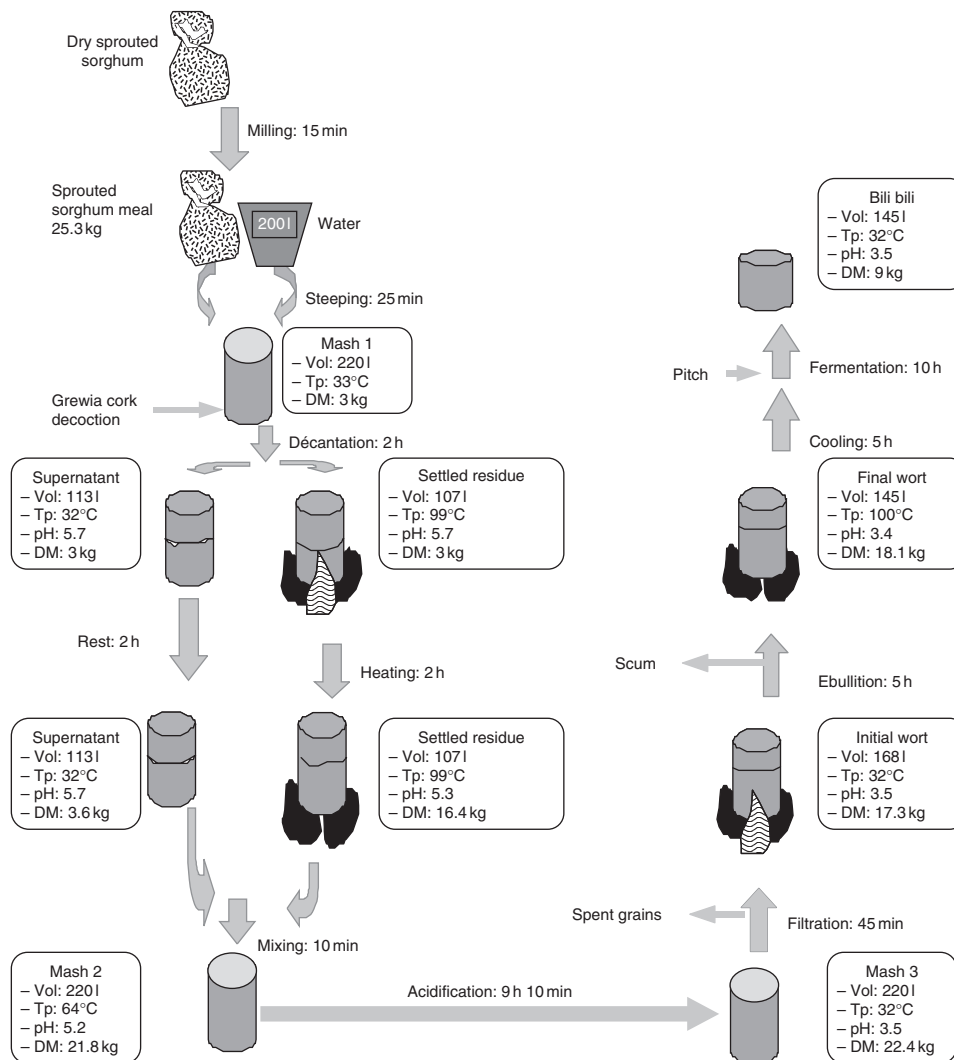 Dry sprouted
sorghum
Milling: 15 min
Sprouted
sorghum meal
25.3 kg
200 l
Water
Steeping: 25 min
Mash 1
– Vol: 220 l
– Tp: 33°C
– DM: 3 kg
Grewia cork
decoction
Décantation: 2 h
Supernatant
– Vol: 113 l
– Tp: 32°C
– pH: 5.7
– DM: 3 kg
Settled residue
– Vol: 107 l
– Tp: 99°C
– pH: 5.7
– DM: 3 kg
Rest: 2 h
Heating: 2 h
Supernatant
– Vol: 113 l
– Tp: 32°C
– pH: 5.7
– DM: 3.6 kg
Settled residue
– Vol: 107 l
– Tp: 99°C
– pH: 5.3
– DM: 16.4 kg
Mixing: 10 min
Mash 2
– Vol: 220 l
– Tp: 64°C
– pH: 5.2
– DM: 21.8 kg
Acidification: 9 h 10 min
Mash 3
– Vol: 220 l
– Tp: 32°C
– pH: 3.5
– DM: 22.4 kg
Spent grains
Filtration: 45 min
Initial wort
– Vol: 168 l
– Tp: 32°C
– pH: 3.5
– DM: 17.3 kg
Scum
Ebullition: 5 h
Final wort
– Vol: 145 l
– Tp: 100°C
– pH: 3.4
– DM: 18.1 kg
Cooling: 5 h
Pitch
Fermentation: 10 h
Bili bili
– Vol: 145 l
– Tp: 32°C
– pH: 3.5
– DM: 9 kg